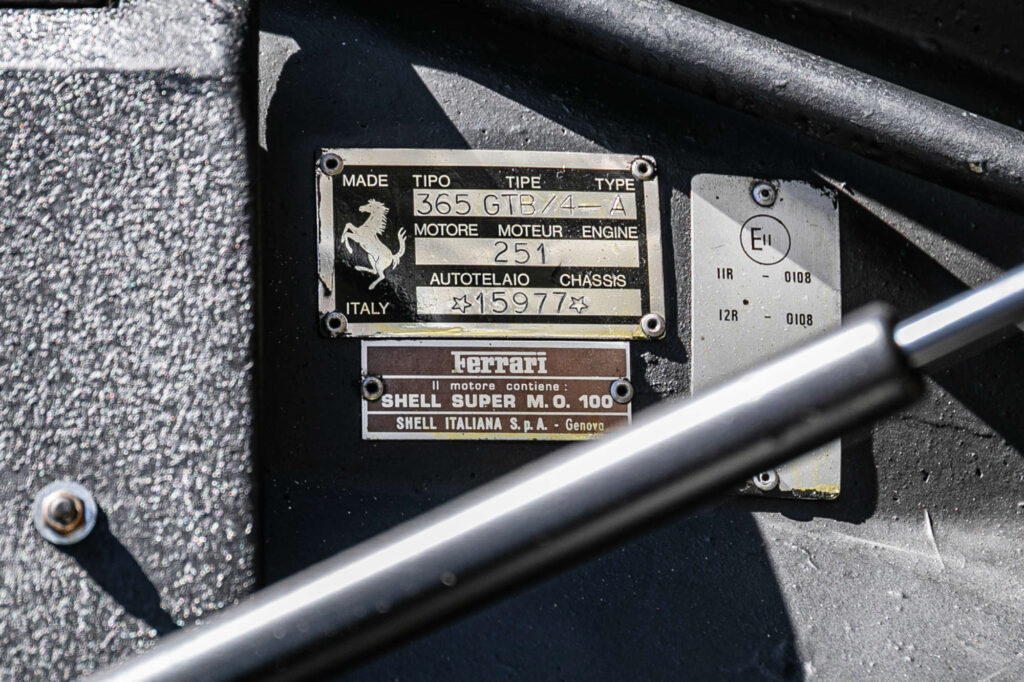 MADE TIPO TIPE TYPE
365 GTB/4-A
MOTORE MOTEUR ENGINE
251
AUTOTELAIO CHASSIS
☆15977☆
ITALY
Ferrari
Il motore contiene:
SHELL SUPER M.O. 100
SHELL ITALIANA S.p.A. - Genova
E11
11R - 0108
12R - 0108